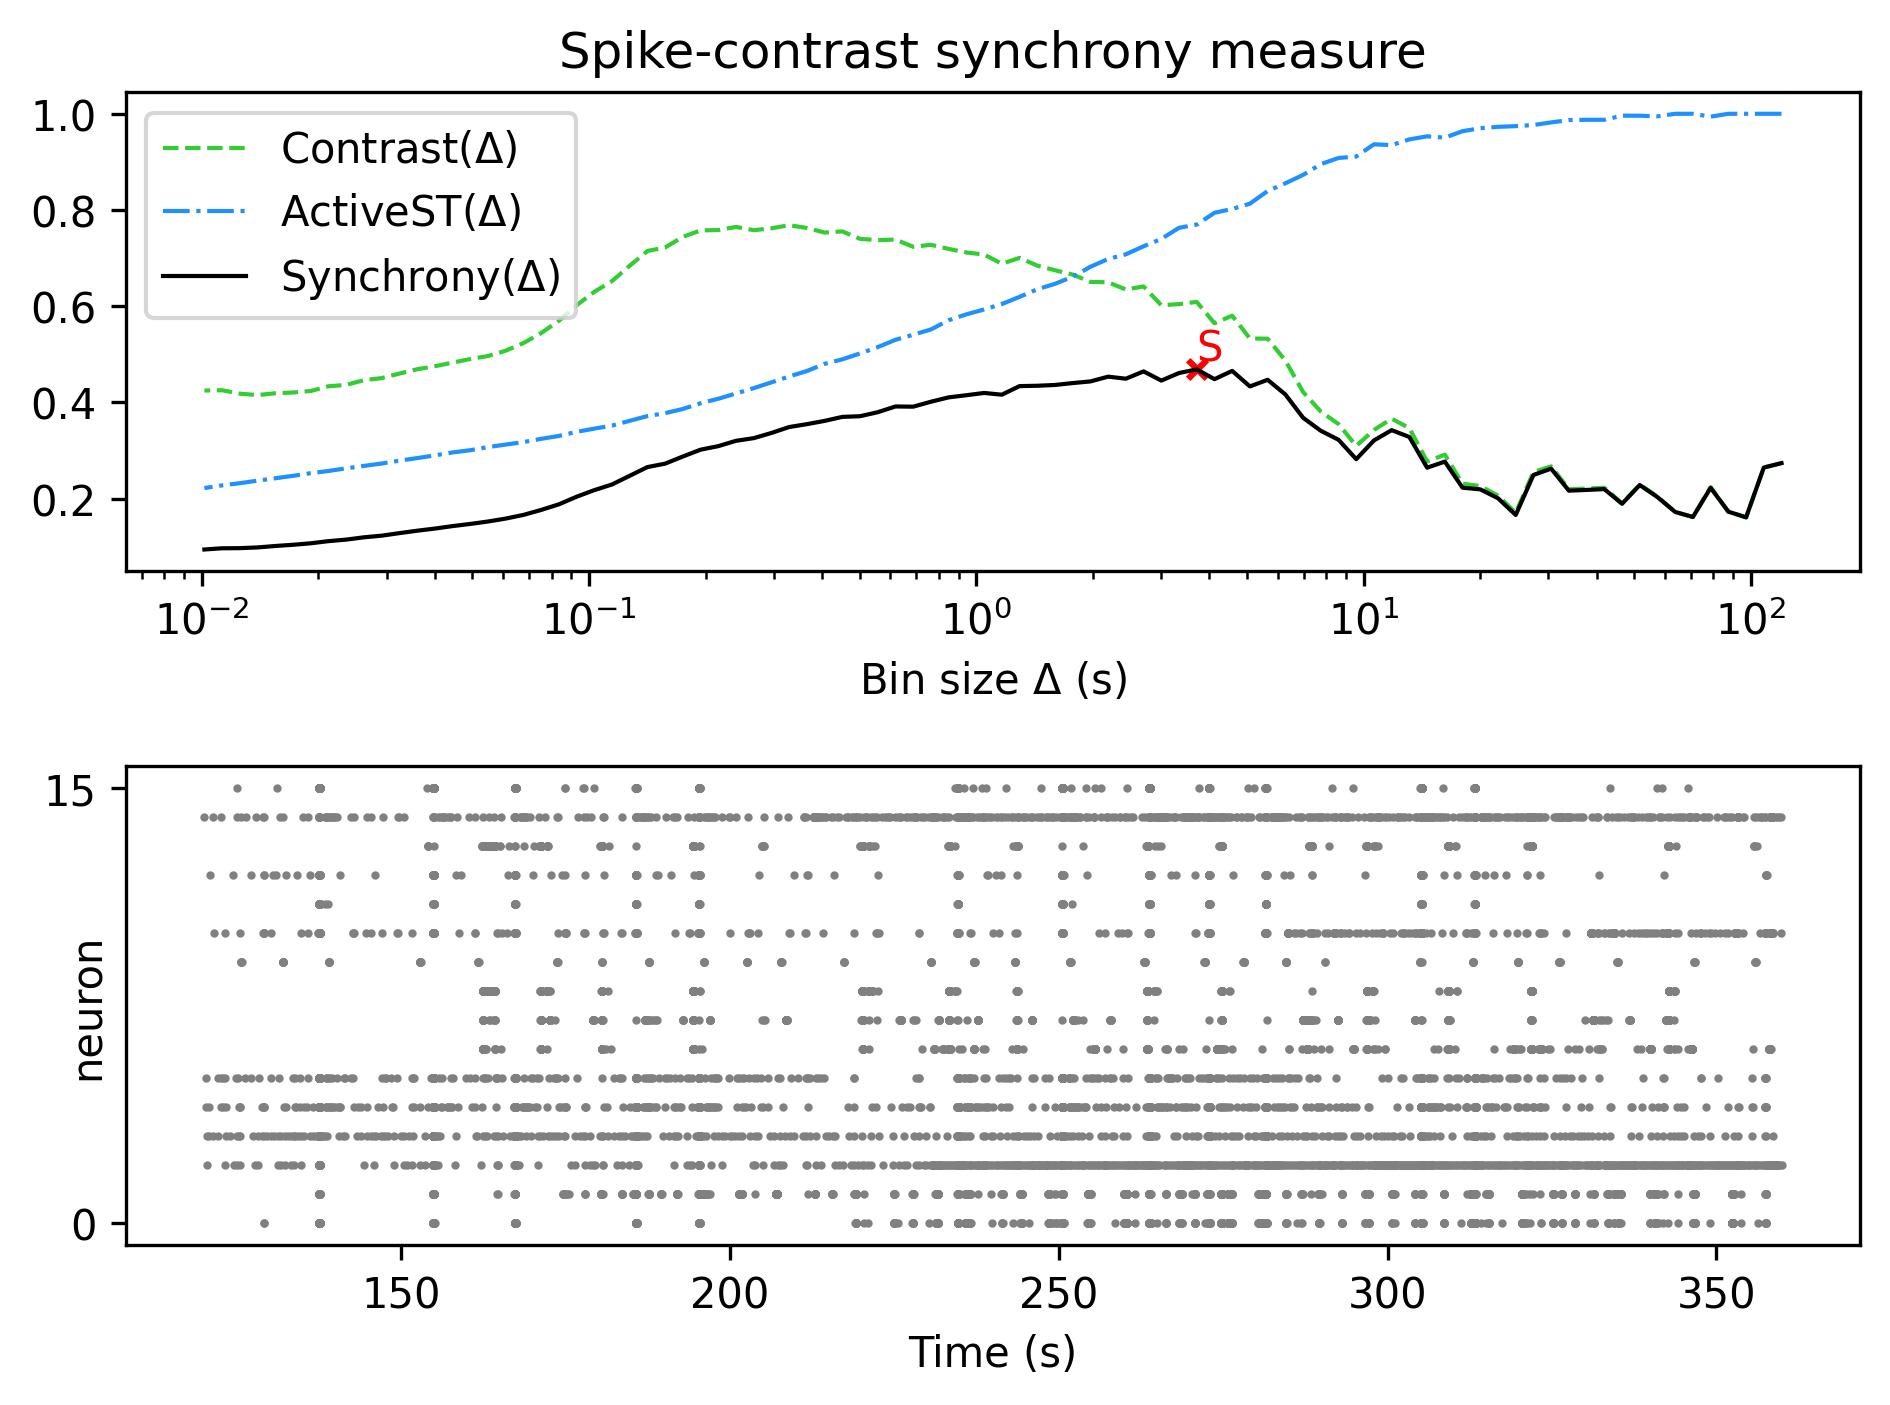 Spike-contrast synchrony measure
1.0
0.8
0.6
0.4
0.2
Contrast(Δ)
ActiveST(Δ)
Synchrony(Δ)
S
10⁻² 10⁻¹ 10⁰ 10¹ 10²
Bin size Δ (s)
15
0
neuron
150 200 250 300 350
Time (s)